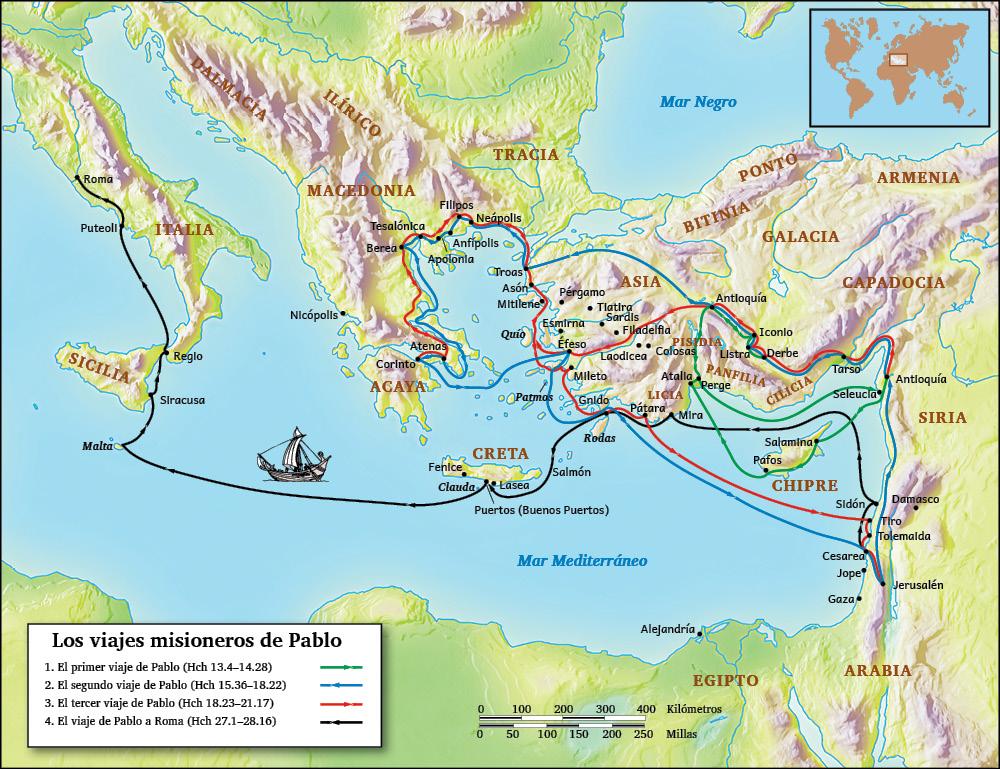 Mar Negro
DALMACIA
ILÍRICO
TRACIA
PONTO
ARMENIA
MACEDONIA
BITINIA
GALACIA
Roma
Filipos
Neápolis
Tesalónica
Puteoli
ITALIA
Berea
Anfípolis
Apolonia
Troas
Asón
ASIA
CAPADOCIA
Mitilene
Pérgamo
Tiatira
Antioquía
Nicópolis
Sardis
Esmirna
Filadelfia
Iconio
Quío
Éfeso
PISIDIA
Atenas
Laodicea
Colosas
Listra
Derbe
Regio
Corinto
SICILIA
Mileto
Atalia
PANFILIA
Tarso
ACAYA
Perge
CILICIA
Antioquía
Patmos
LICIA
Seleucia
Siracusa
Gnido
Pátara
Mira
SIRIA
Rodas
Malta
Salamina
CRETA
Pafos
Fenice
Salmón
CHIPRE
Clauda
Lasea
Damasco
Sidón
Puertos (Buenos Puertos)
Tiro
Tolemaida
Mar Mediterráneo
Cesarea
Jope
Jerusalén
Gaza
Alejandría
EGIPTO
ARABIA
Los viajes misioneros de Pablo
1. El primer viaje de Pablo (Hch 13.4–14.28)
2. El segundo viaje de Pablo (Hch 15.36–18.22)
3. El tercer viaje de Pablo (Hch 18.23–21.17)
4. El viaje de Pablo a Roma (Hch 27.1–28.16)
0 100 200 300 400 Kilómetros
0 50 100 150 200 250 Millas